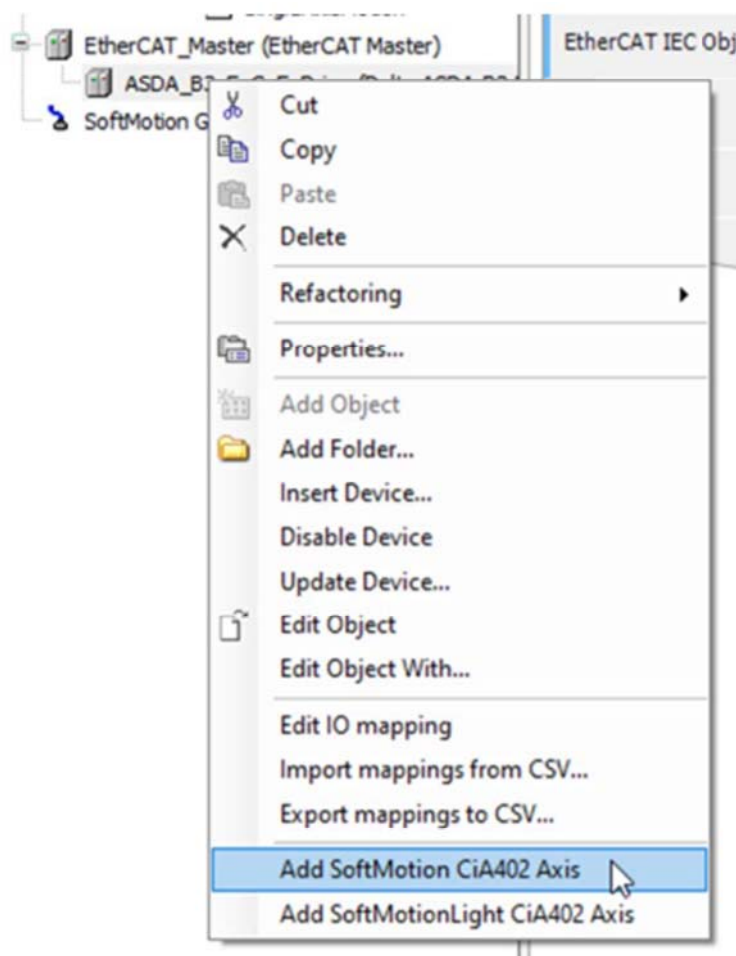 EtherCAT_Master (EtherCAT Master)
EtherCAT IEC Obj
SoftMotion G
Cut
Copy
Paste
Delete
Refactoring
Properties...
Add Object
Add Folder...
Insert Device...
Disable Device
Update Device...
Edit Object
Edit Object With...
Edit IO mapping
Import mappings from CSV...
Export mappings to CSV...
Add SoftMotion CiA402 Axis
Add SoftMotionLight CiA402 Axis